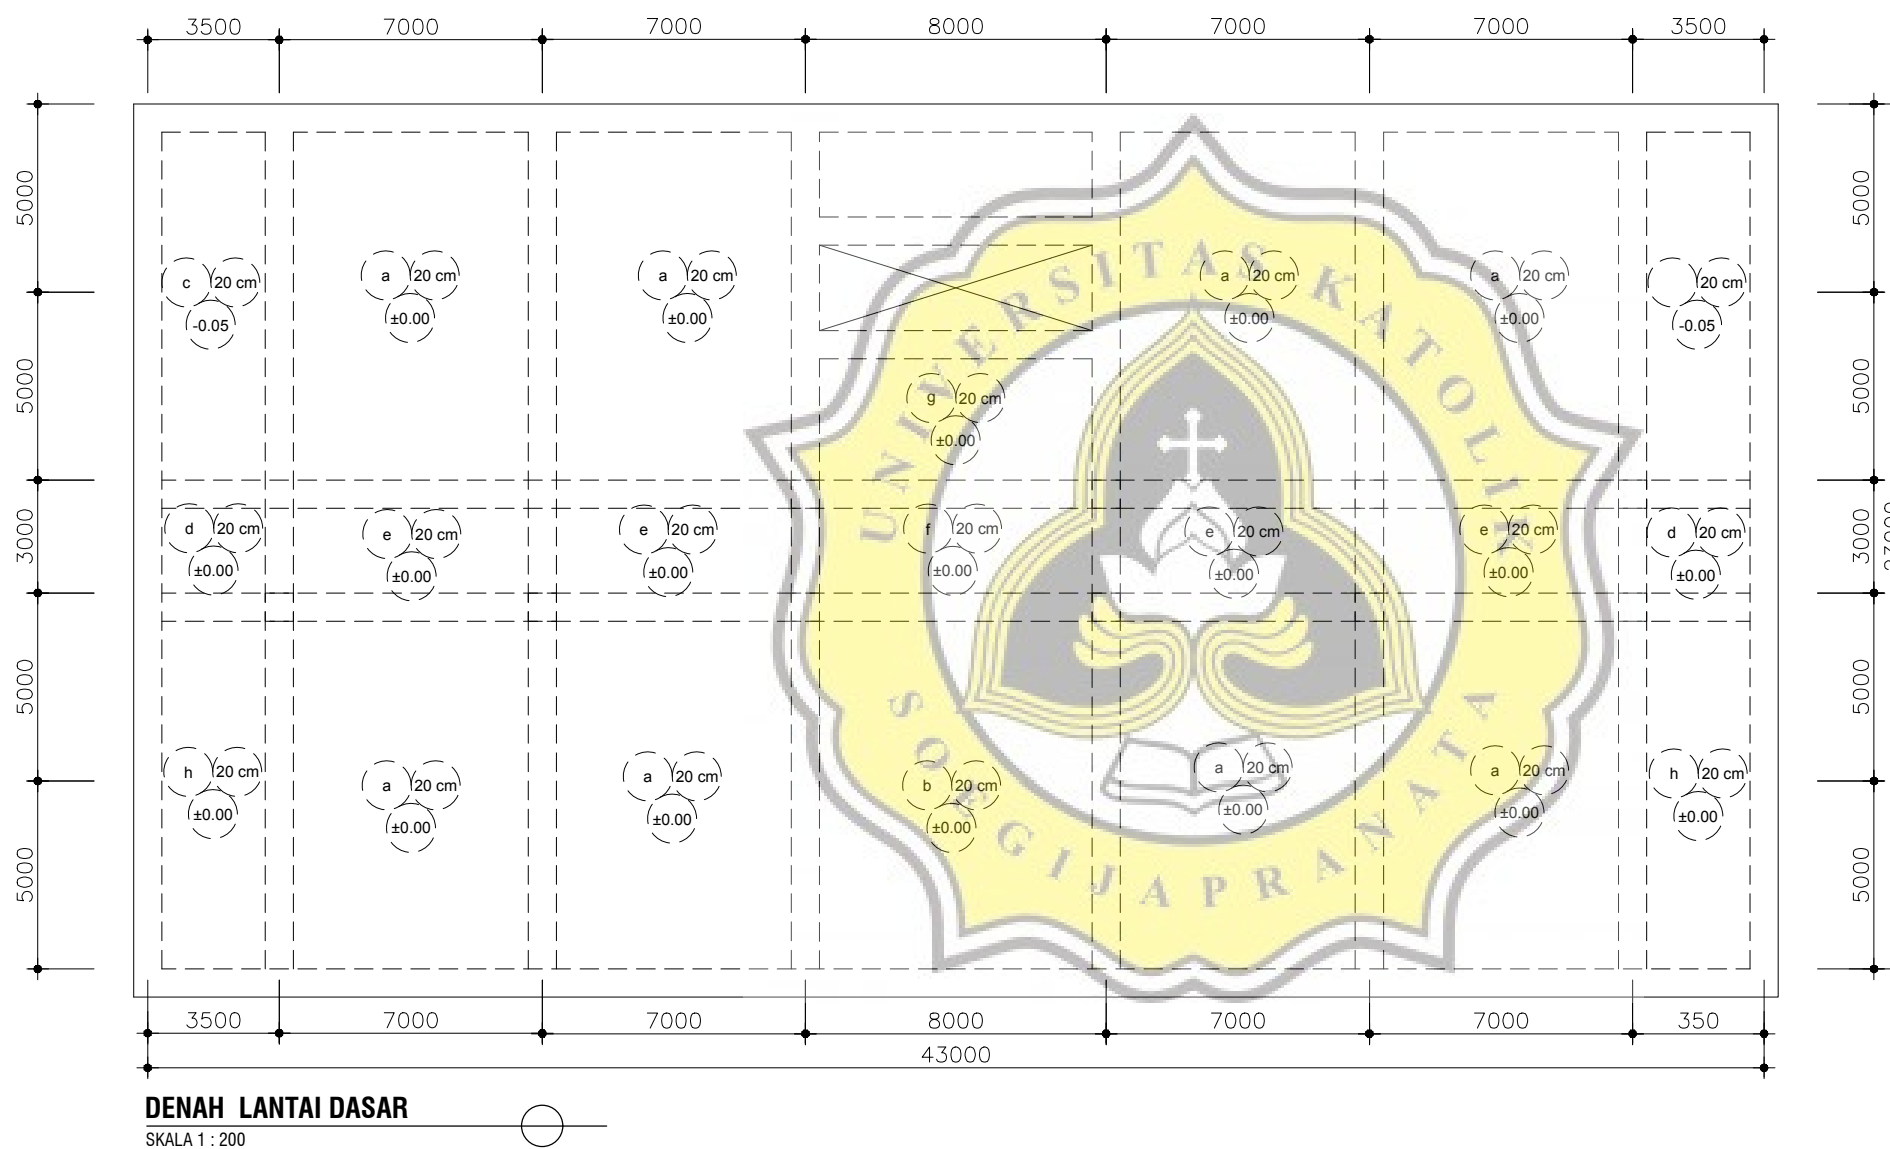 3500 7000 7000 8000 7000 7000 3500
5000 5000
c 20 cm -0.05
a 20 cm ±0.00
a 20 cm ±0.00
a 20 cm ±0.00
a 20 cm ±0.00
20 cm -0.05
UNIVERSITAS KATOLIK
5000 5000
g 20 cm ±0.00
3000 3000
d 20 cm ±0.00
e 20 cm ±0.00
e 20 cm ±0.00
f 20 cm ±0.00
e 20 cm ±0.00
e 20 cm ±0.00
d 20 cm ±0.00
5000 5000
h 20 cm ±0.00
a 20 cm ±0.00
a 20 cm ±0.00
b 20 cm ±0.00
a 20 cm ±0.00
a 20 cm ±0.00
h 20 cm ±0.00
SOEGIJAPRANATA
5000 5000
3500 7000 7000 8000 7000 7000 350
43000
DENAH LANTAI DASAR
SKALA 1 : 200